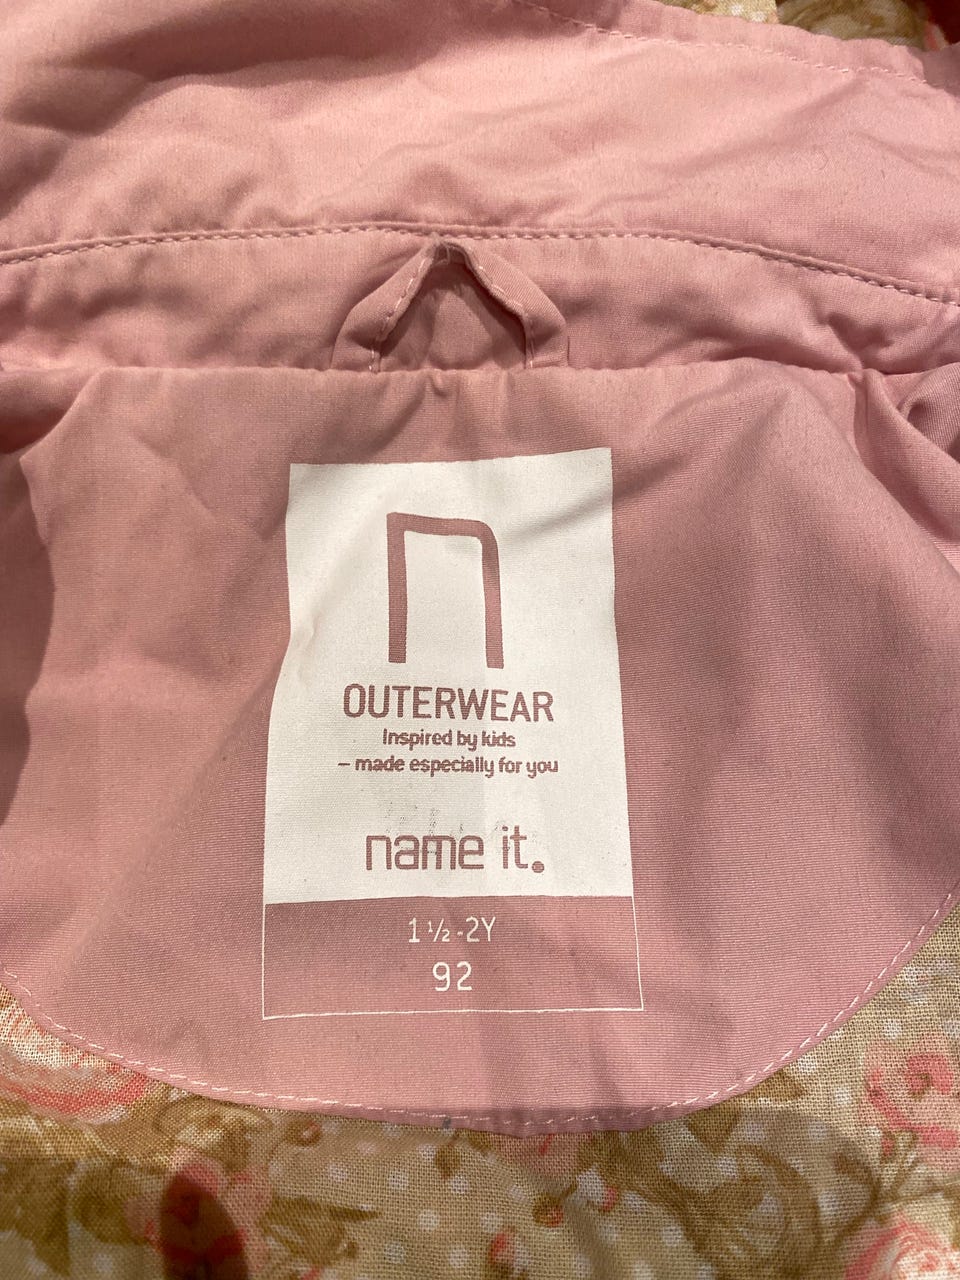 n
OUTERWEAR
Inspired by kids
– made especially for you
name it.
1 ½ - 2Y
92